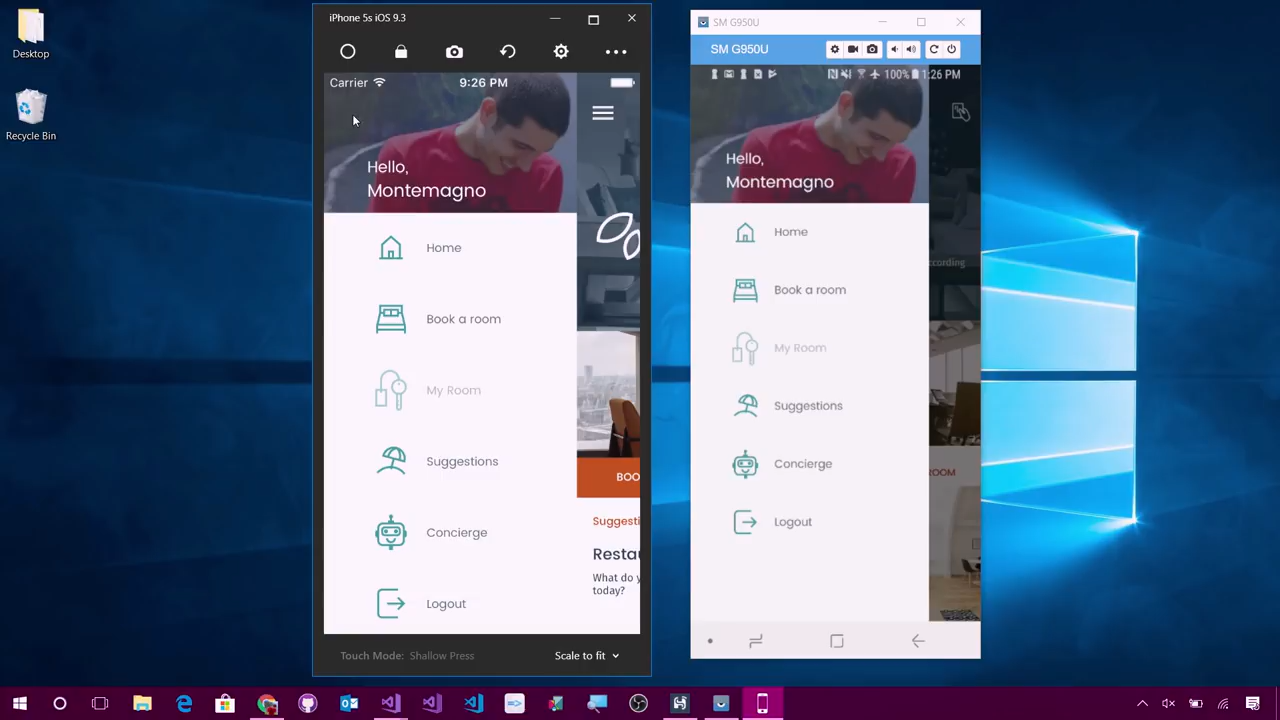 Desktop
Recycle Bin
iPhone 5s iOS 9.3
Carrier
9:26 PM
Hello,
Montemagno
Home
Book a room
My Room
Suggestions
Concierge
Logout
BOO
Suggesti
Restau
What do y
today?
Touch Mode: Shallow Press
Scale to fit
SM G950U
SM G950U
100% 1:26 PM
Hello,
Montemagno
Home
Book a room
My Room
Suggestions
Concierge
Logout
ccording
ROOM